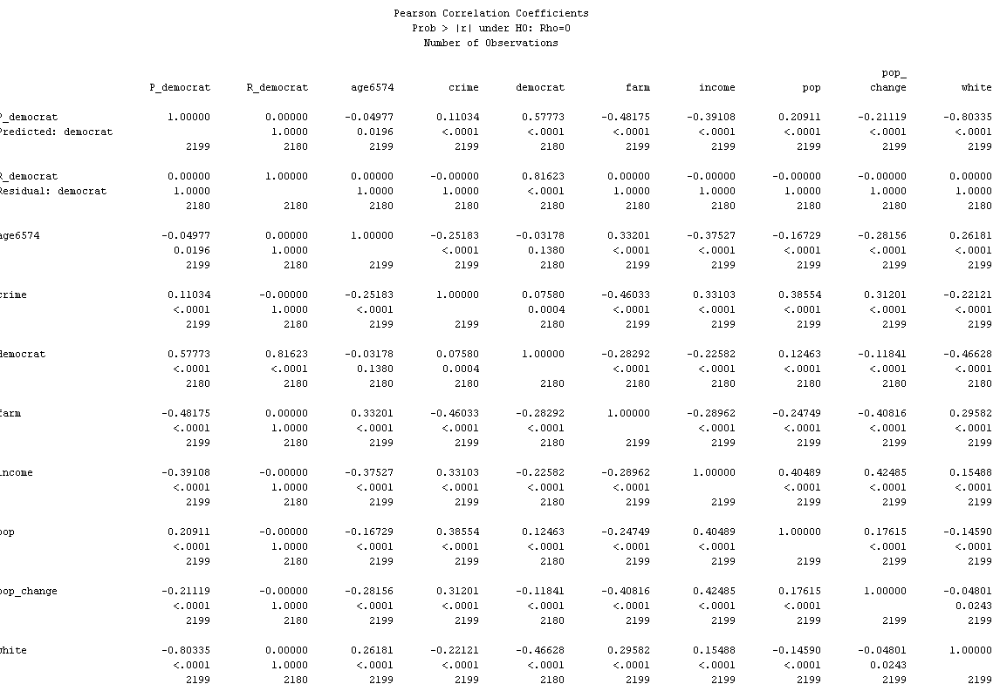 Pearson Correlation Coefficients
Prob > |r| under H0: Rho=0
Number of Observations
pop_
P_democrat R_democrat age6574 crime democrat farm income pop change white
P_democrat 1.00000 0.00000 -0.04977 0.11034 0.57773 -0.48175 -0.39108 0.20911 -0.21119 -0.80335
Predicted: democrat 1.0000 0.0196 <.0001 <.0001 <.0001 <.0001 <.0001 <.0001 <.0001
2199 2180 2199 2199 2180 2199 2199 2199 2199 2199
R_democrat 0.00000 1.00000 0.00000 -0.00000 0.81623 0.00000 -0.00000 -0.00000 -0.00000 0.00000
Residual: democrat 1.0000 1.0000 1.0000 <.0001 1.0000 1.0000 1.0000 1.0000 1.0000
2180 2180 2180 2180 2180 2180 2180 2180 2180 2180
age6574 -0.04977 0.00000 1.00000 -0.25183 -0.03178 0.33201 -0.37527 -0.16729 -0.28156 0.26181
0.0196 1.0000 <.0001 0.1380 <.0001 <.0001 <.0001 <.0001 <.0001
2199 2180 2199 2199 2180 2199 2199 2199 2199 2199
crime 0.11034 -0.00000 -0.25183 1.00000 0.07580 -0.46033 0.33103 0.38554 0.31201 -0.22121
<.0001 1.0000 <.0001 0.0004 <.0001 <.0001 <.0001 <.0001 <.0001
2199 2180 2199 2199 2180 2199 2199 2199 2199 2199
democrat 0.57773 0.81623 -0.03178 0.07580 1.00000 -0.28292 -0.22582 0.12463 -0.11841 -0.46628
<.0001 <.0001 0.1380 0.0004 <.0001 <.0001 <.0001 <.0001 <.0001
2180 2180 2180 2180 2180 2180 2180 2180 2180 2180
farm -0.48175 0.00000 0.33201 -0.46033 -0.28292 1.00000 -0.28962 -0.24749 -0.40816 0.29582
<.0001 1.0000 <.0001 <.0001 <.0001 <.0001 <.0001 <.0001 <.0001
2199 2180 2199 2199 2180 2199 2199 2199 2199 2199
income -0.39108 -0.00000 -0.37527 0.33103 -0.22582 -0.28962 1.00000 0.40489 0.42485 0.15488
<.0001 1.0000 <.0001 <.0001 <.0001 <.0001 <.0001 <.0001 <.0001
2199 2180 2199 2199 2180 2199 2199 2199 2199 2199
pop 0.20911 -0.00000 -0.16729 0.38554 0.12463 -0.24749 0.40489 1.00000 0.17615 -0.14590
<.0001 1.0000 <.0001 <.0001 <.0001 <.0001 <.0001 <.0001 <.0001
2199 2180 2199 2199 2180 2199 2199 2199 2199 2199
pop_change -0.21119 -0.00000 -0.28156 0.31201 -0.11841 -0.40816 0.42485 0.17615 1.00000 -0.04801
<.0001 1.0000 <.0001 <.0001 <.0001 <.0001 <.0001 <.0001 0.0243
2199 2180 2199 2199 2180 2199 2199 2199 2199 2199
white -0.80335 0.00000 0.26181 -0.22121 -0.46628 0.29582 0.15488 -0.14590 -0.04801 1.00000
<.0001 1.0000 <.0001 <.0001 <.0001 <.0001 <.0001 <.0001 0.0243
2199 2180 2199 2199 2180 2199 2199 2199 2199 2199